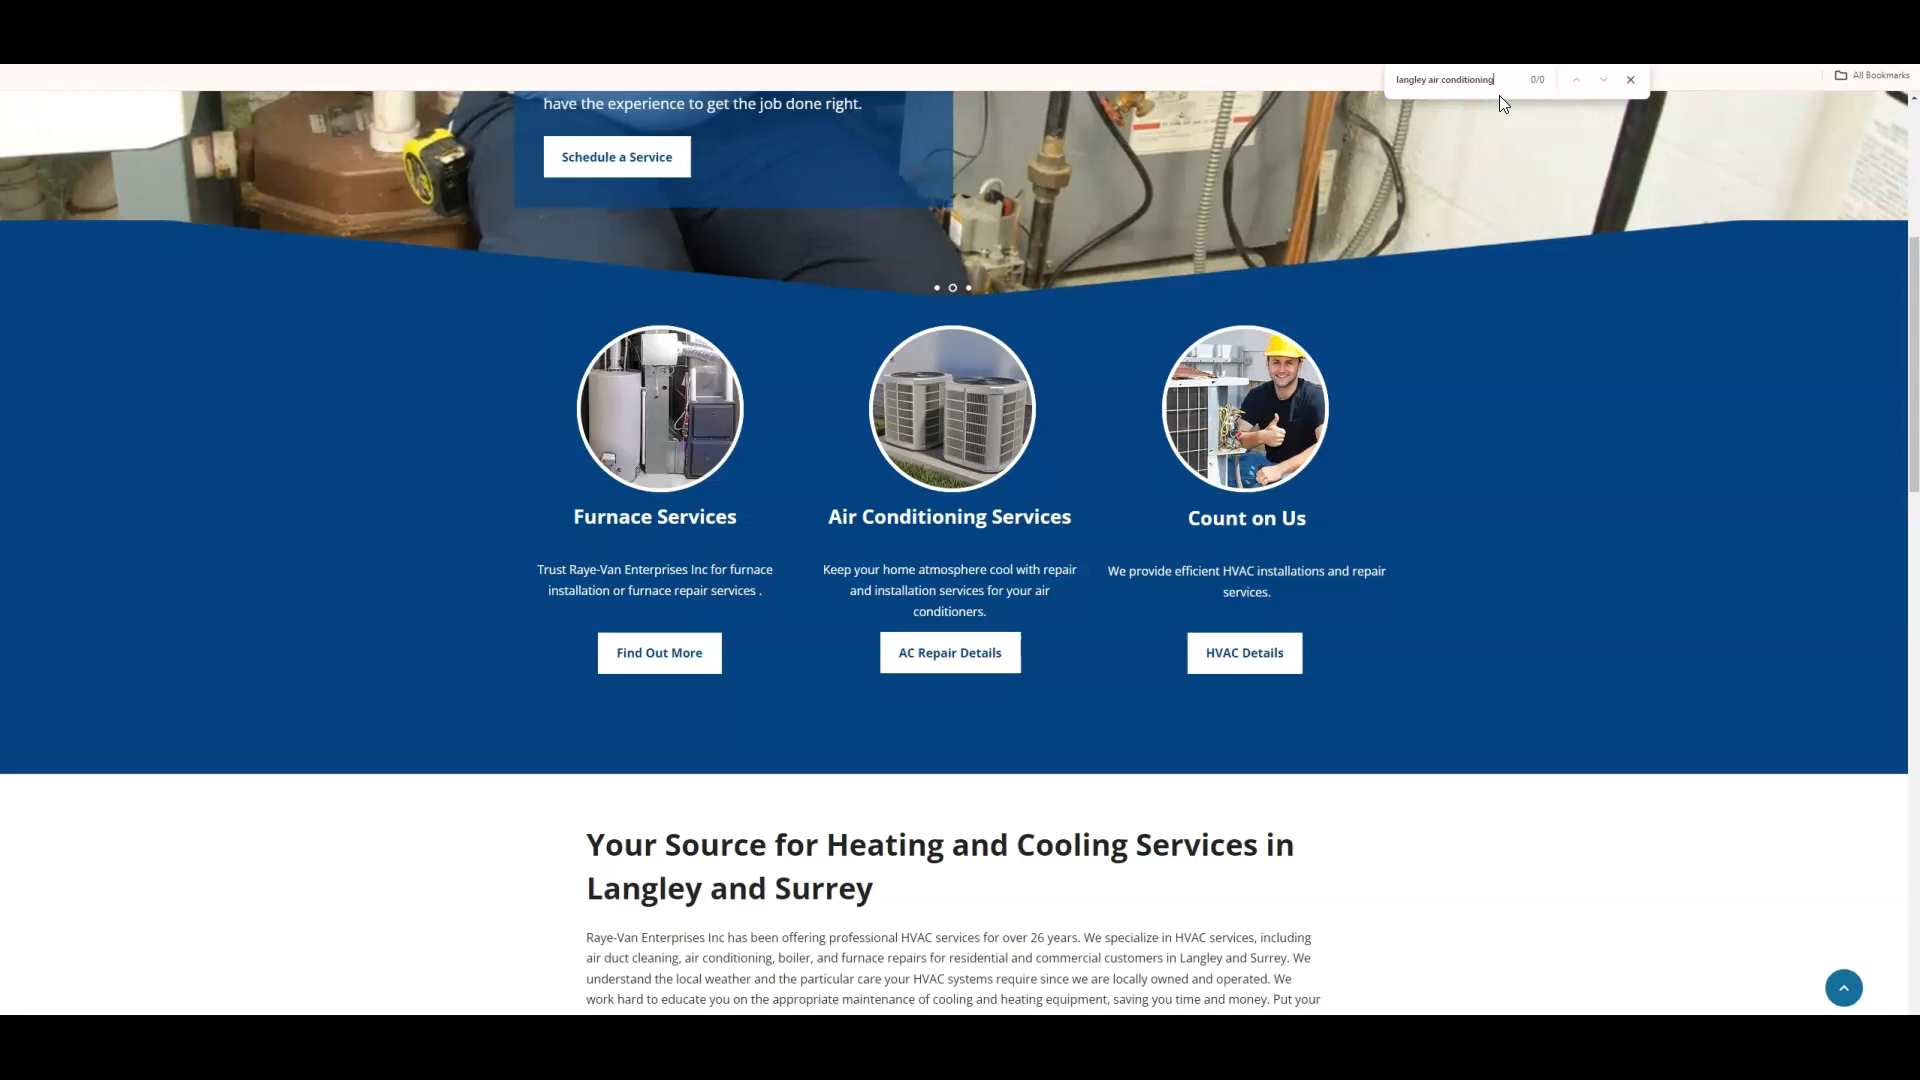 langley air conditioning 0/0
All Bookmarks
have the experience to get the job done right.
Schedule a Service
Furnace Services
Trust Raye-Van Enterprises Inc for furnace
installation or furnace repair services .
Find Out More
Air Conditioning Services
Keep your home atmosphere cool with repair
and installation services for your air
conditioners.
AC Repair Details
Count on Us
We provide efficient HVAC installations and repair
services.
HVAC Details
Your Source for Heating and Cooling Services in
Langley and Surrey
Raye-Van Enterprises Inc has been offering professional HVAC services for over 26 years. We specialize in HVAC services, including
air duct cleaning, air conditioning, boiler, and furnace repairs for residential and commercial customers in Langley and Surrey. We
understand the local weather and the particular care your HVAC systems require since we are locally owned and operated. We
work hard to educate you on the appropriate maintenance of cooling and heating equipment, saving you time and money. Put your